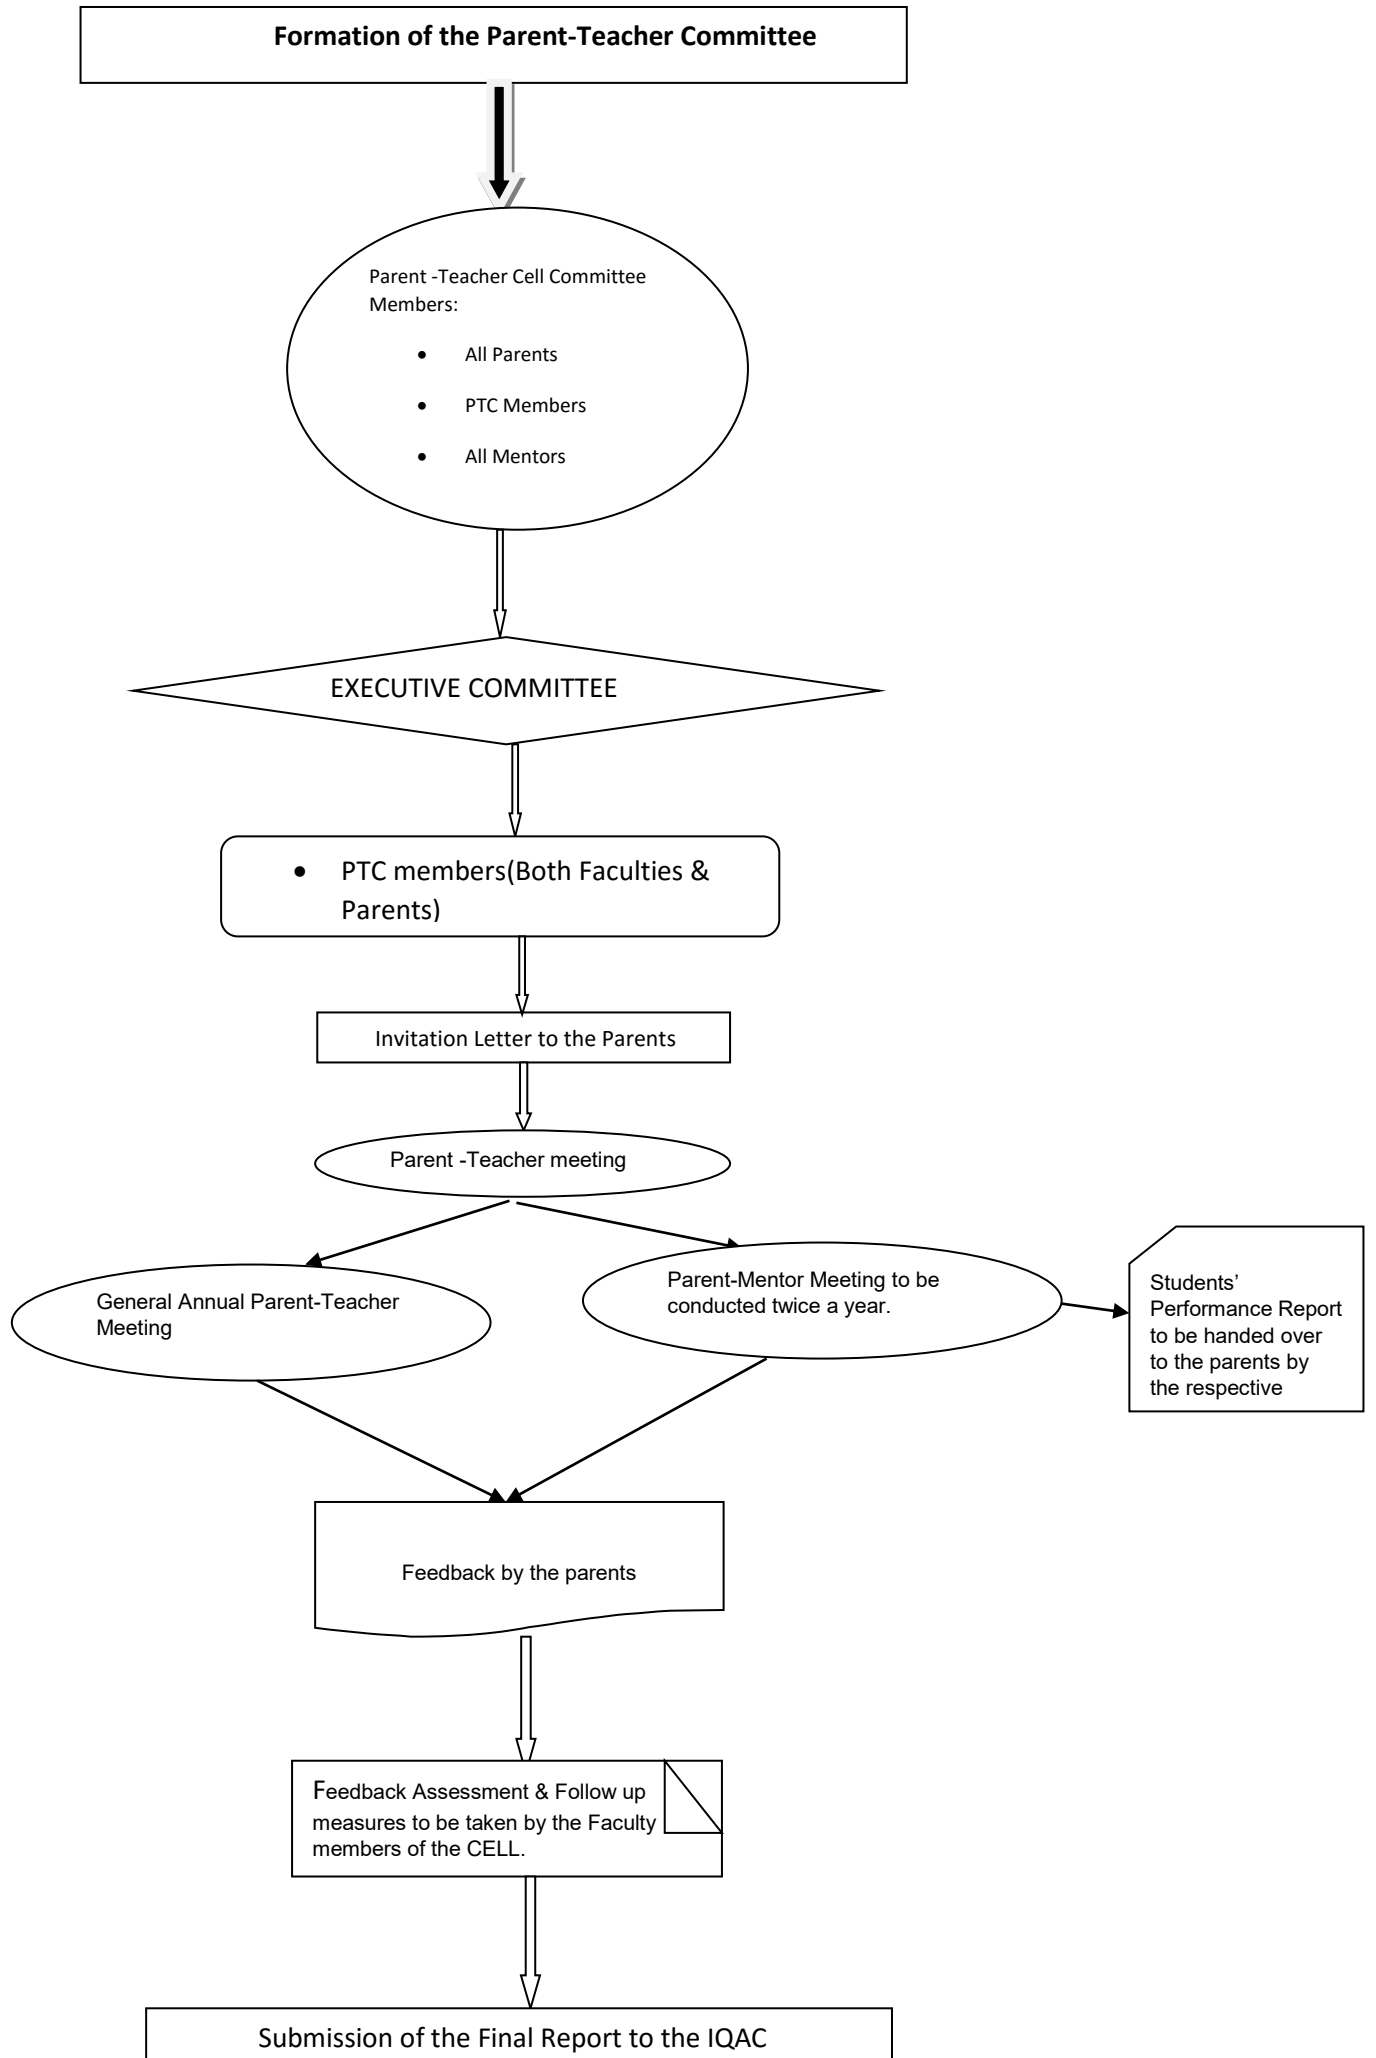 Formation of the Parent-Teacher Committee
Parent -Teacher Cell Committee
Members:
• All Parents
• PTC Members
• All Mentors
EXECUTIVE COMMITTEE
• PTC members(Both Faculties &
Parents)
Invitation Letter to the Parents
Parent -Teacher meeting
General Annual Parent-Teacher
Meeting
Parent-Mentor Meeting to be
conducted twice a year.
Students’
Performance Report
to be handed over
to the parents by
the respective
Feedback by the parents
Feedback Assessment & Follow up
measures to be taken by the Faculty
members of the CELL.
Submission of the Final Report to the IQAC